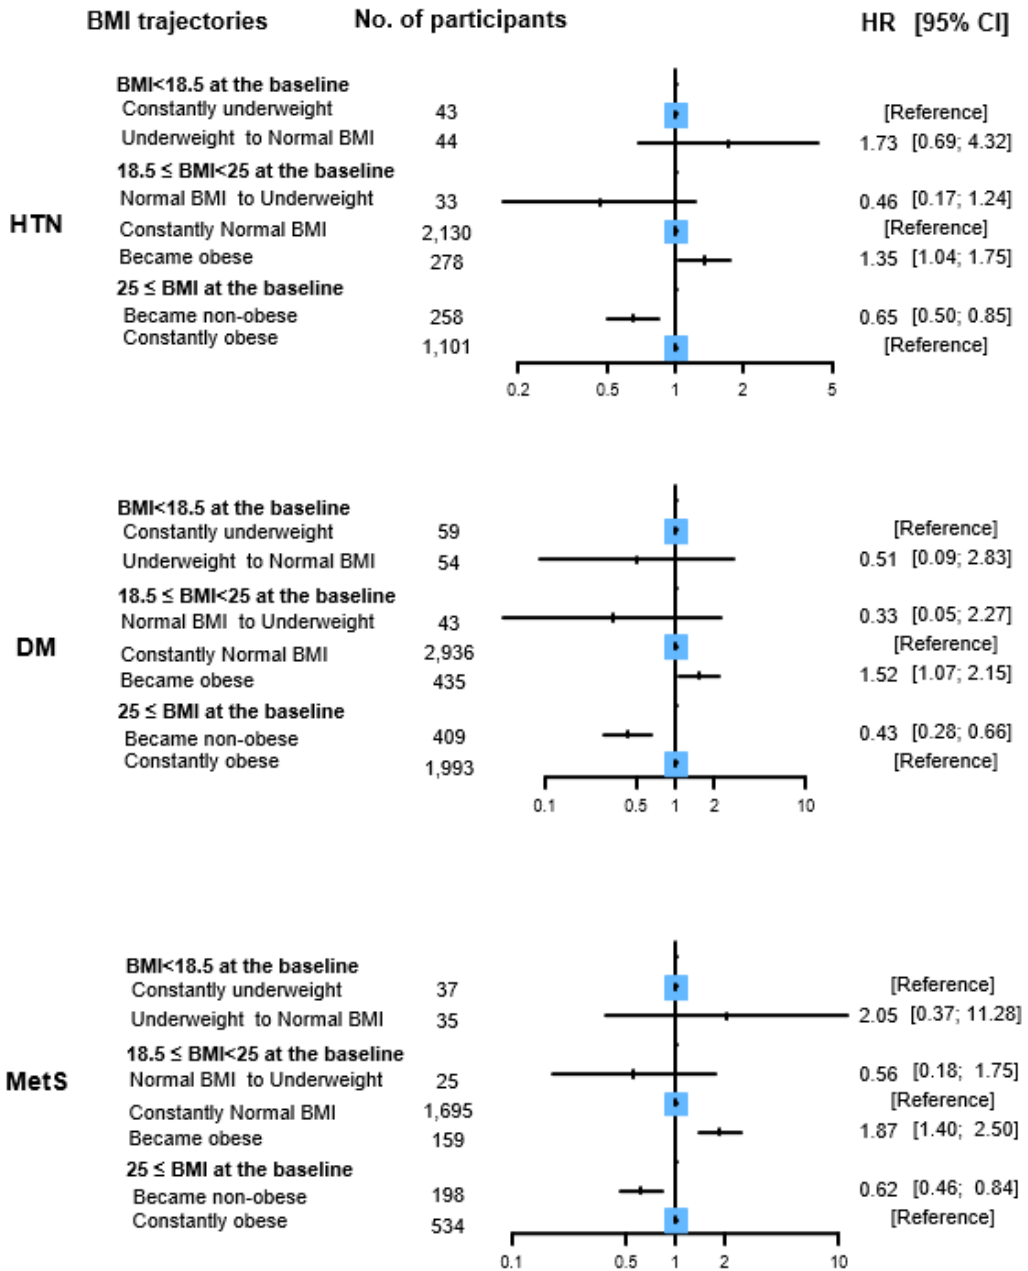 BMI trajectories No. of participants HR [95% CI]
BMI<18.5 at the baseline
Constantly underweight 43 [Reference]
Underweight to Normal BMI 44 1.73 [0.69; 4.32]
18.5 ≤ BMI<25 at the baseline
Normal BMI to Underweight 33 0.46 [0.17; 1.24]
HTN
Constantly Normal BMI 2,130 [Reference]
Became obese 278 1.35 [1.04; 1.75]
25 ≤ BMI at the baseline
Became non-obese 258 0.65 [0.50; 0.85]
Constantly obese 1,101 [Reference]
0.2 0.5 1 2 5
BMI<18.5 at the baseline
Constantly underweight 59 [Reference]
Underweight to Normal BMI 54 0.51 [0.09; 2.83]
18.5 ≤ BMI<25 at the baseline
Normal BMI to Underweight 43 0.33 [0.05; 2.27]
DM
Constantly Normal BMI 2,936 [Reference]
Became obese 435 1.52 [1.07; 2.15]
25 ≤ BMI at the baseline
Became non-obese 409 0.43 [0.28; 0.66]
Constantly obese 1,993 [Reference]
0.1 0.5 1 2 10
BMI<18.5 at the baseline
Constantly underweight 37 [Reference]
Underweight to Normal BMI 35 2.05 [0.37; 11.28]
18.5 ≤ BMI<25 at the baseline
MetS
Normal BMI to Underweight 25 0.56 [0.18; 1.75]
Constantly Normal BMI 1,695 [Reference]
Became obese 159 1.87 [1.40; 2.50]
25 ≤ BMI at the baseline
Became non-obese 198 0.62 [0.46; 0.84]
Constantly obese 534 [Reference]
0.1 0.5 1 2 10